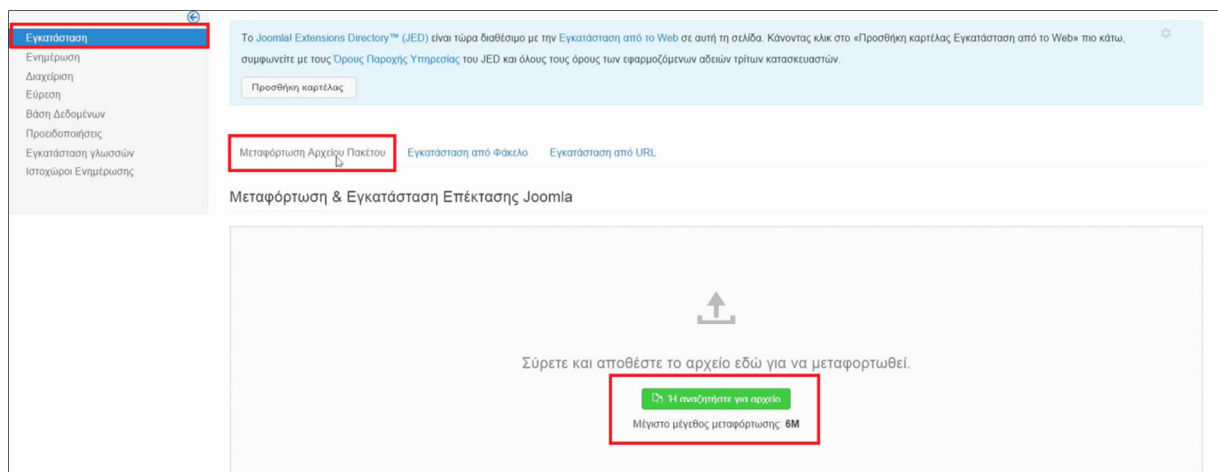 Εγκατάσταση
Ενημέρωση
Διαχείριση
Εύρεση
Βάση Δεδομένων
Προειδοποιήσεις
Εγκατάσταση γλωσσών
Ιστοχώροι Ενημέρωσης
Το Joomla! Extensions Directory™ (JED) είναι τώρα διαθέσιμο με την Εγκατάσταση από το Web σε αυτή τη σελίδα. Κάνοντας κλικ στο «Προσθήκη καρτέλας Εγκατάσταση από το Web» πιο κάτω,
συμφωνείτε με τους Όρους Παροχής Υπηρεσίας του JED και όλους τους όρους των εφαρμοζόμενων αδειών τρίτων κατασκευαστών.
Προσθήκη καρτέλας
Μεταφόρτωση Αρχείου Πακέτου Εγκατάσταση από Φάκελο Εγκατάσταση από URL
Μεταφόρτωση & Εγκατάσταση Επέκτασης Joomla
Σύρετε και αποθέστε το αρχείο εδώ για να μεταφορτωθεί.
Ή αναζητήστε για αρχείο
Μέγιστο μέγεθος μεταφόρτωσης: 6M